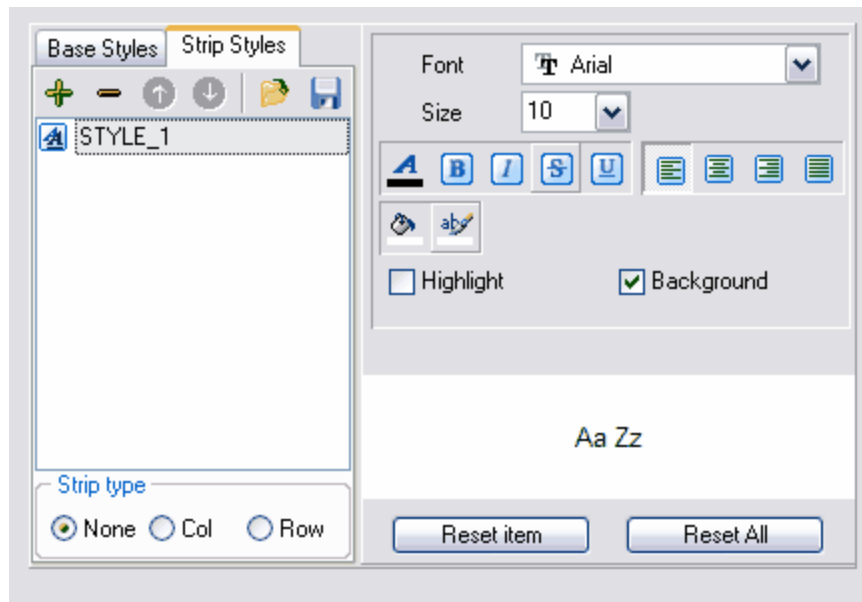 Base Styles
Strip Styles
STYLE_1
Strip type
None
Col
Row
Font
Arial
Size
10
A
B
I
S
U
ab
Highlight
Background
Aa Zz
Reset item
Reset All